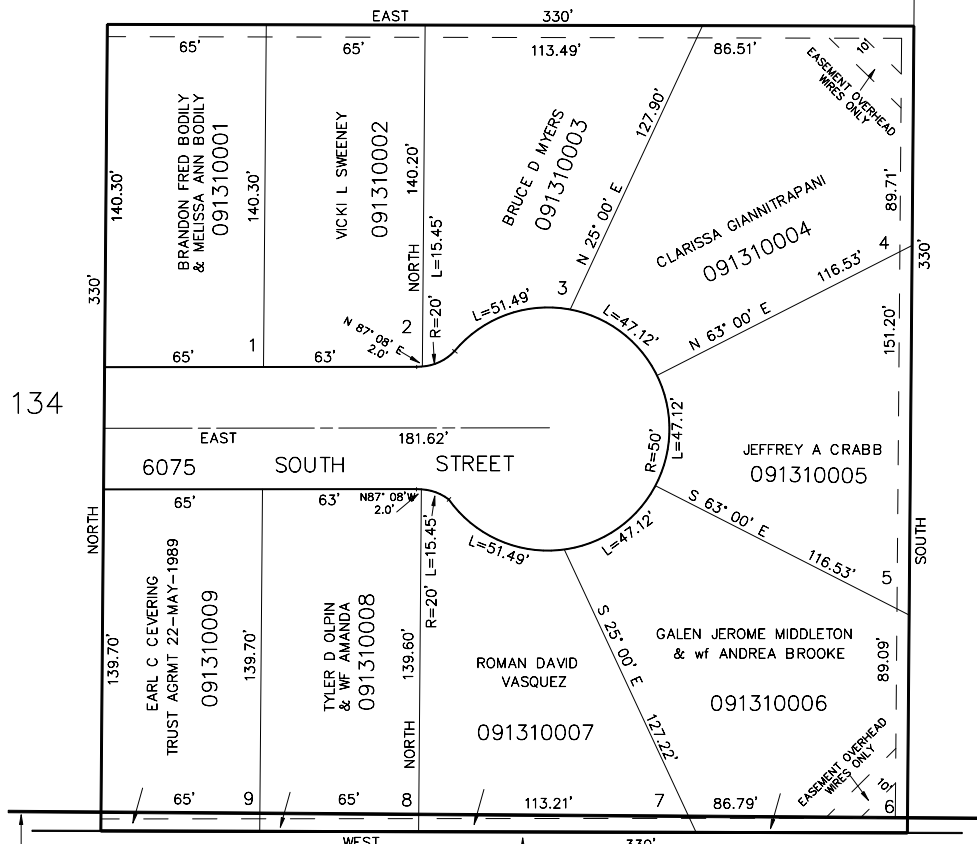 EAST 330'
65' 65' 113.49' 86.51'
10'
EASEMENT OVERHEAD
WIRES ONLY
BRANDON FRED BODILY
& MELISSA ANN BODILY
091310001
140.30'
140.30'
VICKI L SWEENEY
091310002
140.20'
NORTH
L=15.45'
R=20'
BRUCE D MYERS
091310003
127.90'
N 25° 00' E
CLARISSA GIANNITRAPANI
091310004
89.71'
4
330'
116.53'
N 63° 00' E
151.20'
330'
3
L=51.49'
L=47.12'
N 87° 08' E
2.0'
2
1
65' 63'
134
EAST 181.62'
6075 SOUTH STREET
L=47.12'
R=50'
JEFFREY A CRABB
091310005
65' 63'
N87° 08' W
2.0'
NORTH
SOUTH
S 63° 00' E
116.53'
5
L=51.49'
L=47.12'
L=15.45'
R=20'
EARL C CEVERING
TRUST AGRMT 22-MAY-1989
091310009
139.70'
139.70'
TYLER D OLPIN
& WF AMANDA
091310008
139.60'
NORTH
ROMAN DAVID
VASQUEZ
091310007
S 25° 00' E
127.22'
GALEN JEROME MIDDLETON
& wf ANDREA BROOKE
091310006
89.09'
EASEMENT OVERHEAD
WIRES ONLY
10'
6
65' 9 65' 8 113.21' 7 86.79'
WEST 330'